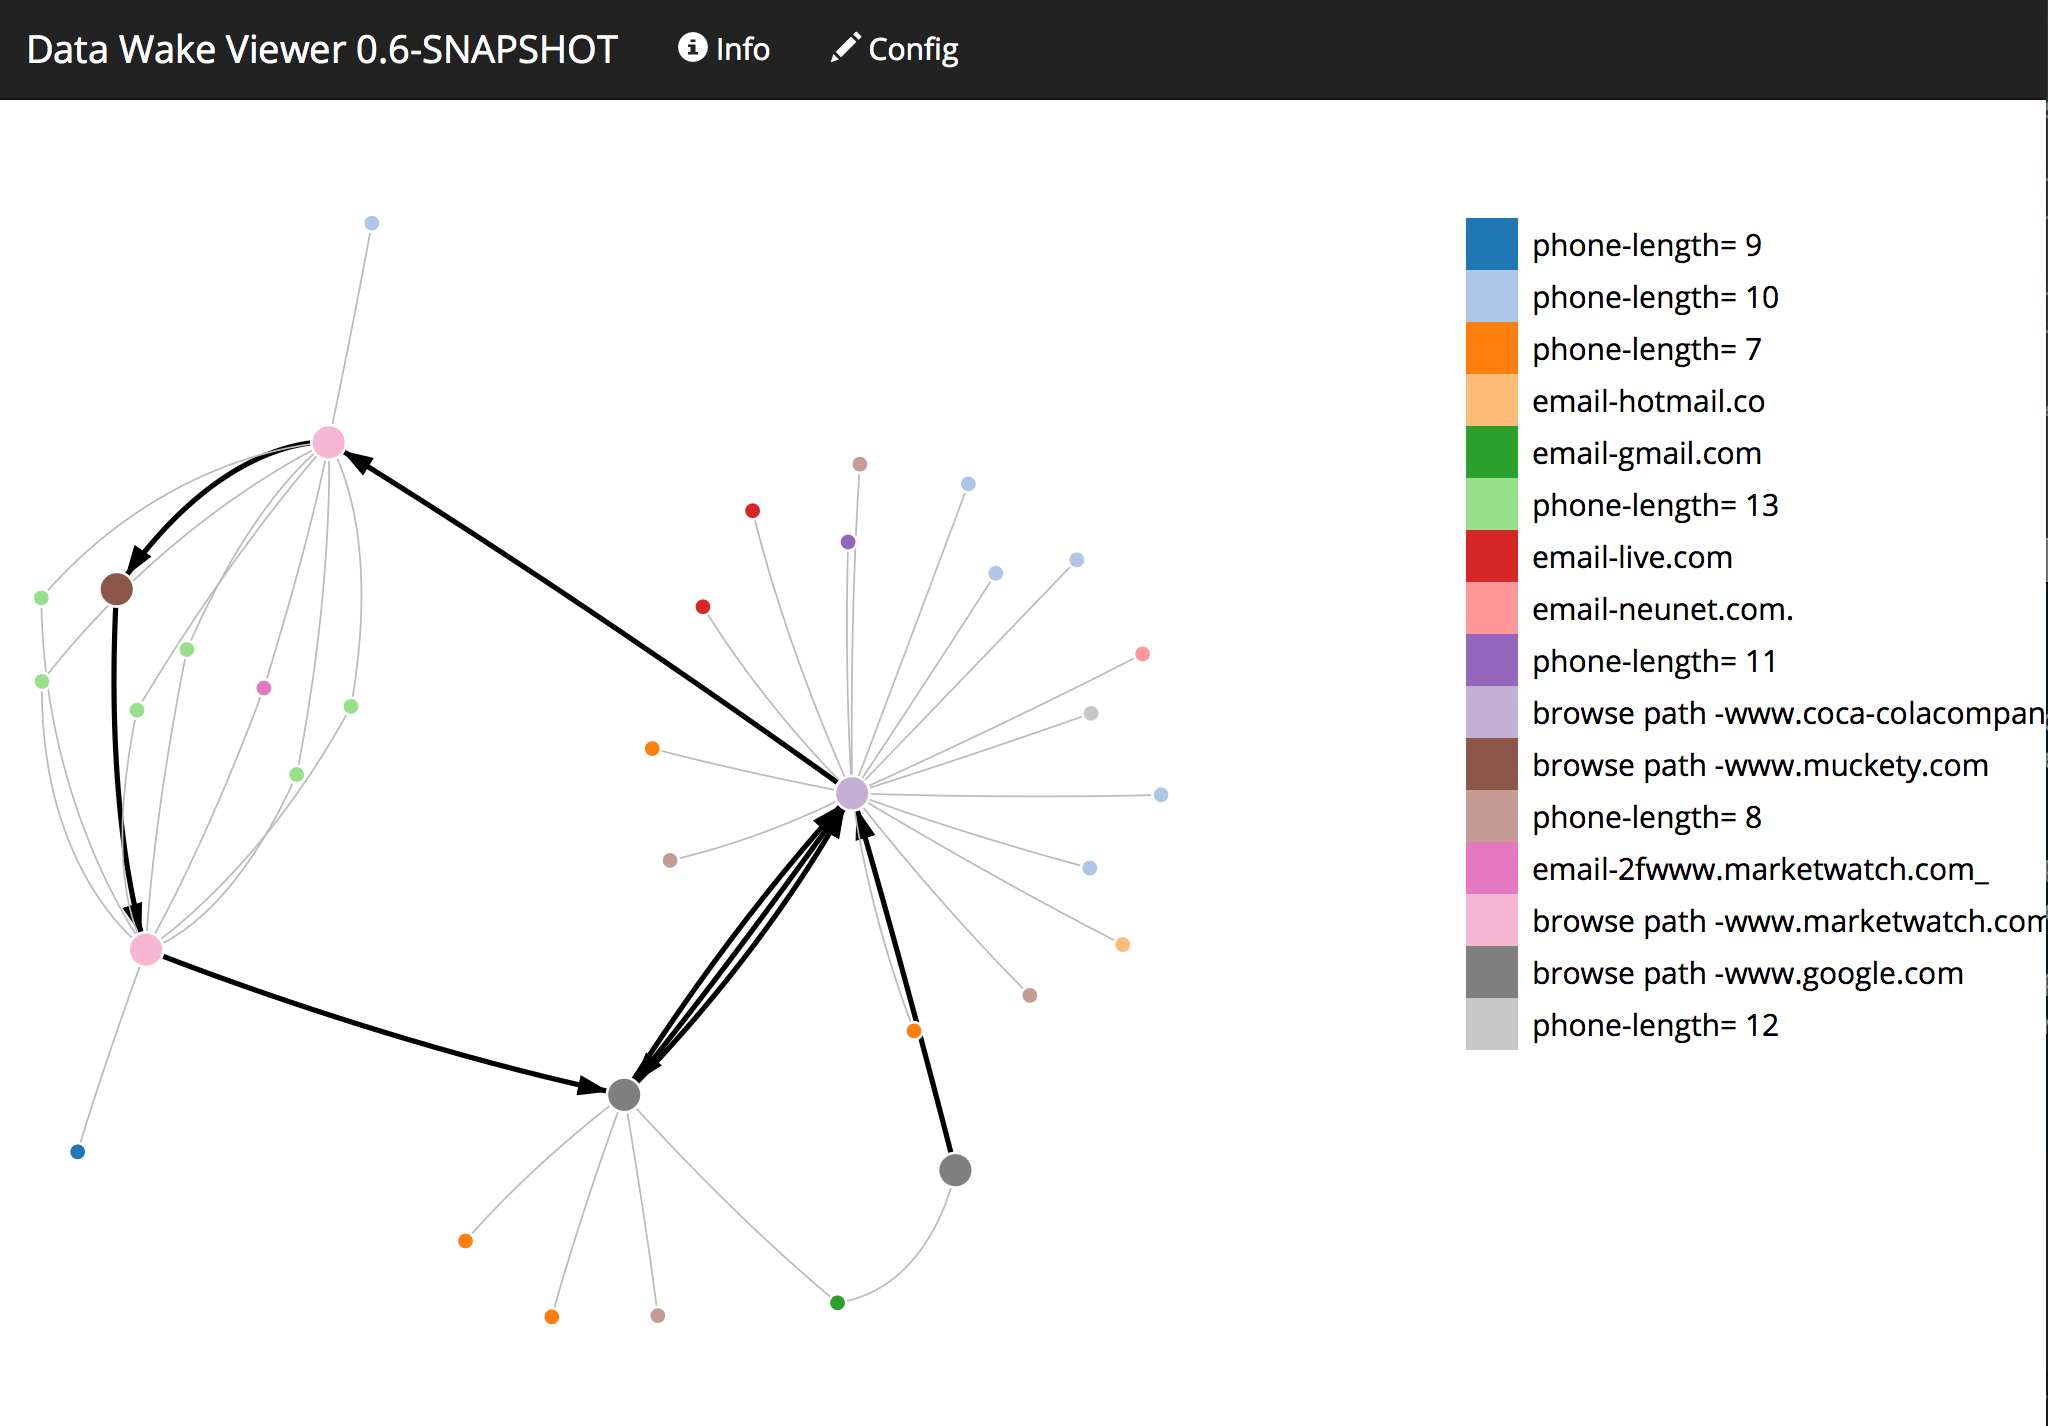 Data Wake Viewer 0.6-SNAPSHOT Info Config
phone-length= 9
phone-length= 10
phone-length= 7
email-hotmail.co
email-gmail.com
phone-length= 13
email-live.com
email-neunet.com.
phone-length= 11
browse path -www.coca-colacompan
browse path -www.muckety.com
phone-length= 8
email-2fwww.marketwatch.com_
browse path -www.marketwatch.com
browse path -www.google.com
phone-length= 12